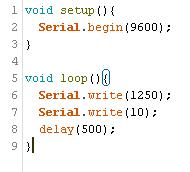 1 void setup(){
2   Serial.begin(9600);
3 }
4
5 void loop(){
6   Serial.write(1250);
7   Serial.write(10);
8   delay(500);
9 }